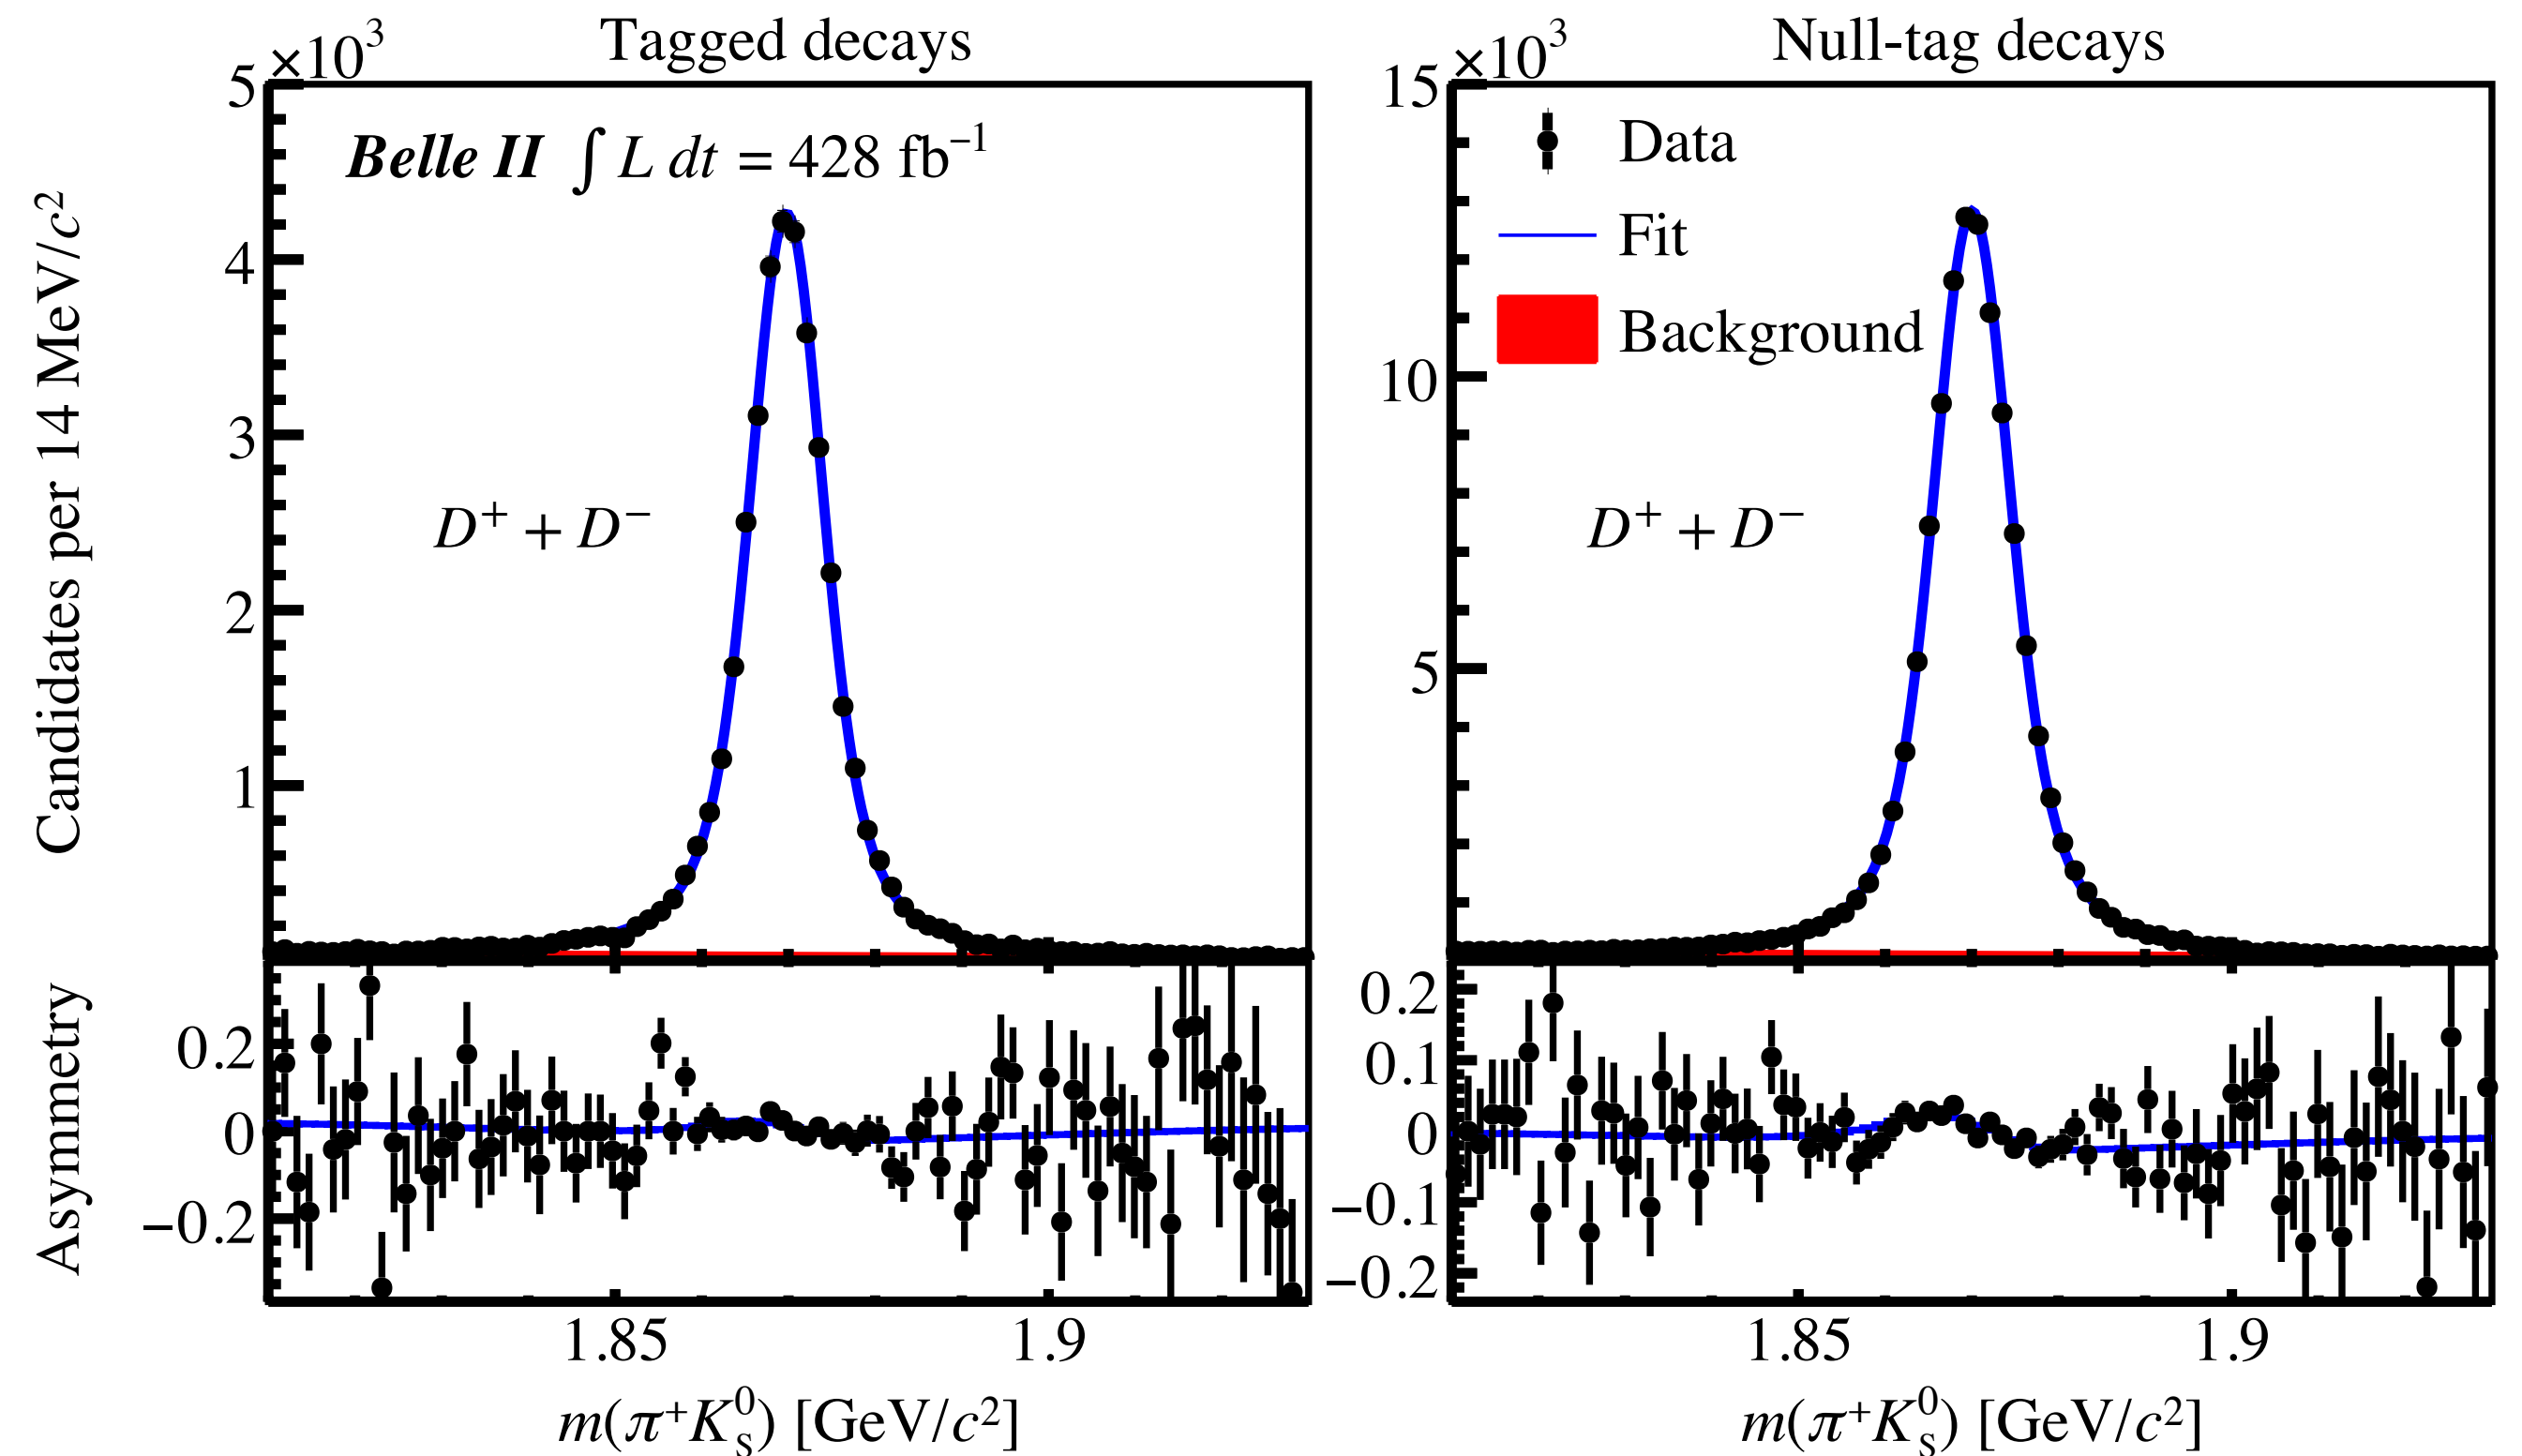 Tagged decays
×10³
Belle II ∫ L dt = 428 fb⁻¹
D⁺ + D⁻
Candidates per 14 MeV/c²
5
4
3
2
1
Asymmetry
0.2
0
−0.2
1.85 1.9
m(π⁺K⁰S) [GeV/c²]
Null-tag decays
×10³
Data
Fit
Background
D⁺ + D⁻
15
10
5
0.2
0.1
0
−0.1
−0.2
1.85 1.9
m(π⁺K⁰S) [GeV/c²]